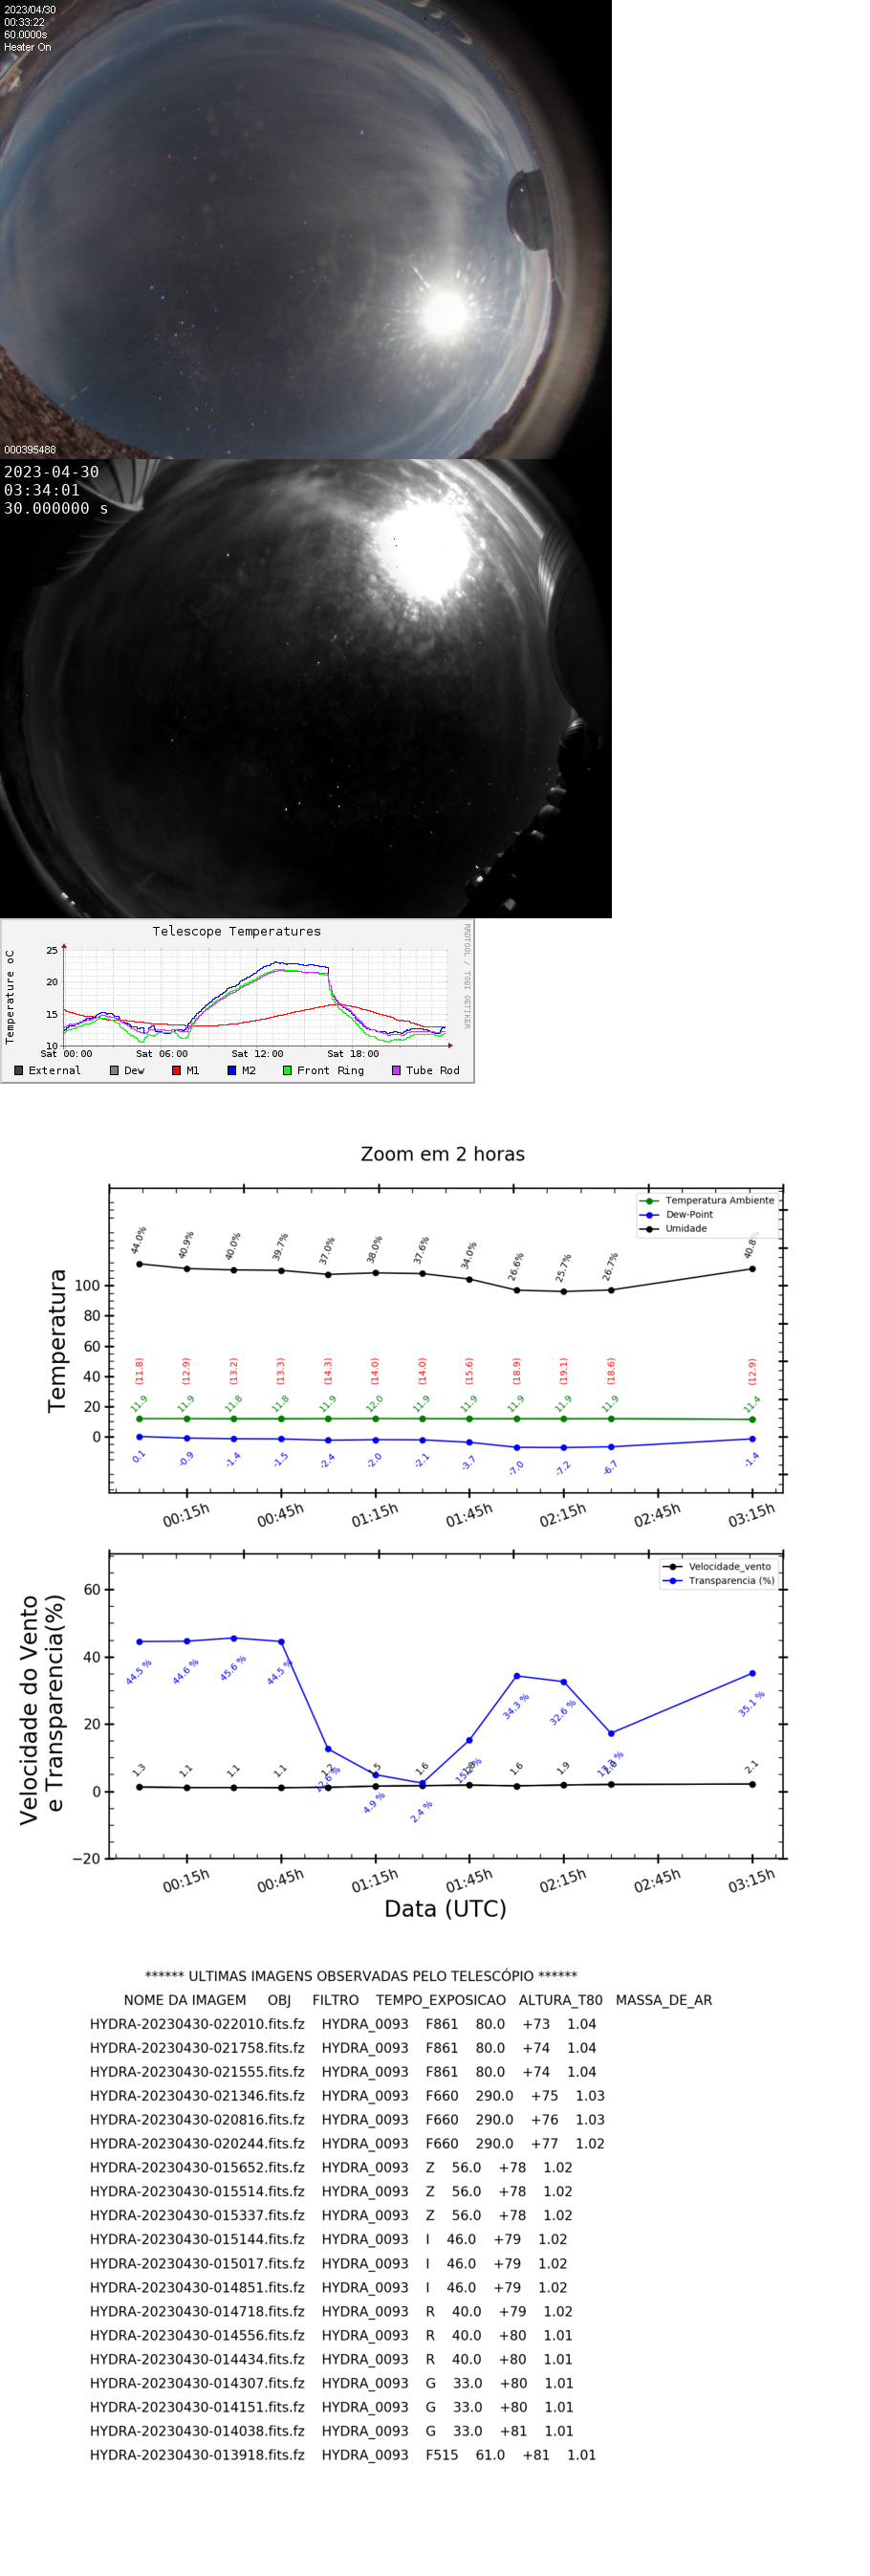 2023/04/30
00:33:22
60.0000s
Heater On
000395488
2023-04-30
03:34:01
30.000000 s
Telescope Temperatures
RRDTOOL / TOBI OETIKER
Temperature oC
25
20
15
10
Sat 00:00 Sat 06:00 Sat 12:00 Sat 18:00
External Dew M1 M2 Front Ring Tube Rod
Zoom em 2 horas
Temperatura
Temperatura Ambiente
Dew-Point
Umidade
44.0% 40.9% 40.0% 39.7% 37.0% 38.0% 37.6% 34.0% 26.6% 25.7% 26.7% 40.8%
100
80
60
40
20
0
(11.8) (12.9) (13.2) (13.3) (14.3) (14.0) (14.0) (15.6) (18.9) (19.1) (18.6) (12.9)
11.9 11.9 11.8 11.8 11.9 12.0 11.9 11.9 11.9 11.9 11.9 11.4
0.1 -0.9 -1.4 -1.5 -2.4 -2.0 -2.1 -3.7 -7.0 -7.2 -6.7 -1.4
00:15h 00:45h 01:15h 01:45h 02:15h 02:45h 03:15h
Velocidade do Vento
e Transparencia(%)
Velocidade_vento
Transparencia (%)
60
40
20
0
−20
44.5 % 44.6 % 45.6 % 44.5 % 12.6 % 4.9 % 2.4 % 34.3 % 32.6 % 35.1 %
1.3 1.1 1.1 1.1 1.6 1.6 1.9 2.1
00:15h 00:45h 01:15h 01:45h 02:15h 02:45h 03:15h
Data (UTC)
****** ULTIMAS IMAGENS OBSERVADAS PELO TELESCÓPIO ******
NOME DA IMAGEM OBJ FILTRO TEMPO_EXPOSICAO ALTURA_T80 MASSA_DE_AR
HYDRA-20230430-022010.fits.fz HYDRA_0093 F861 80.0 +73 1.04
HYDRA-20230430-021758.fits.fz HYDRA_0093 F861 80.0 +74 1.04
HYDRA-20230430-021555.fits.fz HYDRA_0093 F861 80.0 +74 1.04
HYDRA-20230430-021346.fits.fz HYDRA_0093 F660 290.0 +75 1.03
HYDRA-20230430-020816.fits.fz HYDRA_0093 F660 290.0 +76 1.03
HYDRA-20230430-020244.fits.fz HYDRA_0093 F660 290.0 +77 1.02
HYDRA-20230430-015652.fits.fz HYDRA_0093 Z 56.0 +78 1.02
HYDRA-20230430-015514.fits.fz HYDRA_0093 Z 56.0 +78 1.02
HYDRA-20230430-015337.fits.fz HYDRA_0093 Z 56.0 +78 1.02
HYDRA-20230430-015144.fits.fz HYDRA_0093 I 46.0 +79 1.02
HYDRA-20230430-015017.fits.fz HYDRA_0093 I 46.0 +79 1.02
HYDRA-20230430-014851.fits.fz HYDRA_0093 I 46.0 +79 1.02
HYDRA-20230430-014718.fits.fz HYDRA_0093 R 40.0 +79 1.02
HYDRA-20230430-014556.fits.fz HYDRA_0093 R 40.0 +80 1.01
HYDRA-20230430-014434.fits.fz HYDRA_0093 R 40.0 +80 1.01
HYDRA-20230430-014307.fits.fz HYDRA_0093 G 33.0 +80 1.01
HYDRA-20230430-014151.fits.fz HYDRA_0093 G 33.0 +80 1.01
HYDRA-20230430-014038.fits.fz HYDRA_0093 G 33.0 +81 1.01
HYDRA-20230430-013918.fits.fz HYDRA_0093 F515 61.0 +81 1.01